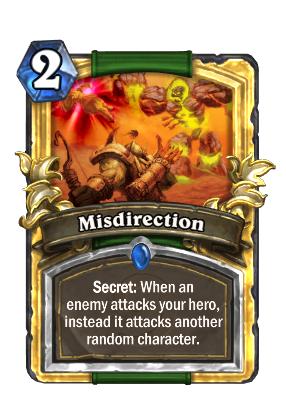 2
Misdirection
Secret: When an
enemy attacks your hero,
instead it attacks another
random character.